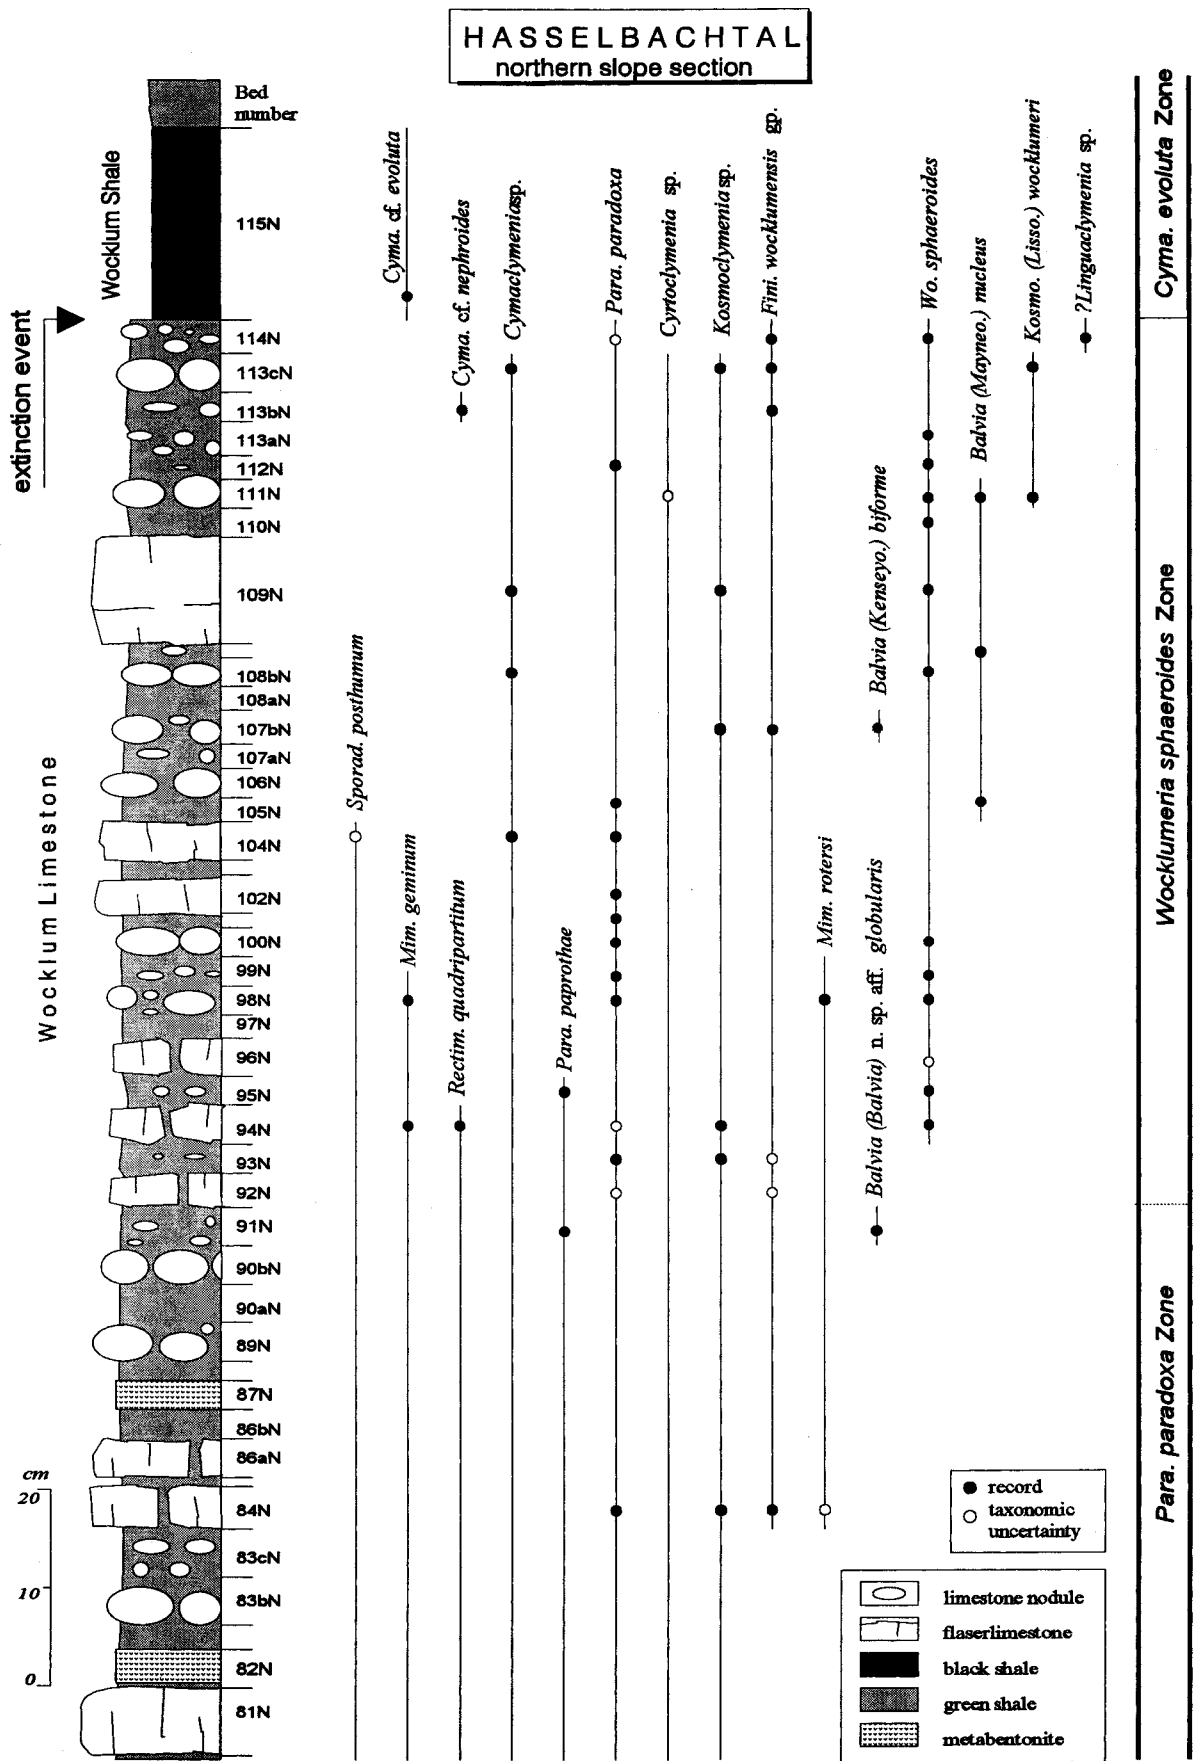 HASSELBACHTAL
northern slope section
Bed
number
Wocklum Shale
extinction event
Wocklum Limestone
115N
114N
113cN
113bN
113aN
112N
111N
110N
109N
108bN
108aN
107bN
107aN
106N
105N
104N
102N
100N
99N
98N
97N
96N
95N
94N
93N
92N
91N
90bN
90aN
89N
87N
86bN
86aN
84N
83cN
83bN
82N
81N
cm
20
10
0
Sporad. posthumum
Cyma. cf. evoluta
Mim. geminum
Cyma. cf. nephroides
Rectim. quadripartitum
Cymaclymenia sp.
Para. paprothae
Para. paradoxa
Cyrtoclymenia sp.
Kosmoclymenia sp.
Fini. wocklumensis gp.
Mim. rotersi
Balvia (Kenseyo.) biforme
Balvia (Balvia) n. sp. aff. globularis
Wo. sphaeroides
Balvia (Mayneo.) nucleus
Kosmo. (Lisso.) wocklumeri
?Linguaclymenia sp.
Cyma. evoluta Zone
Wocklumeria sphaeroides Zone
Para. paradoxa Zone
record
taxonomic
uncertainty
limestone nodule
flaserlimestone
black shale
green shale
metabentonite